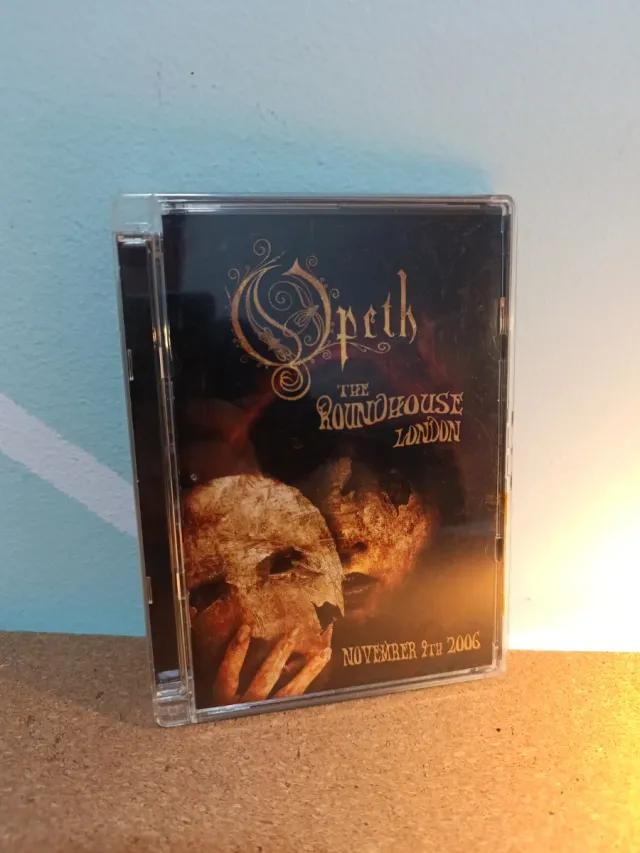 Opeth
THE
ROUNDHOUSE
LONDON
NOVEMBER 9TH 2006